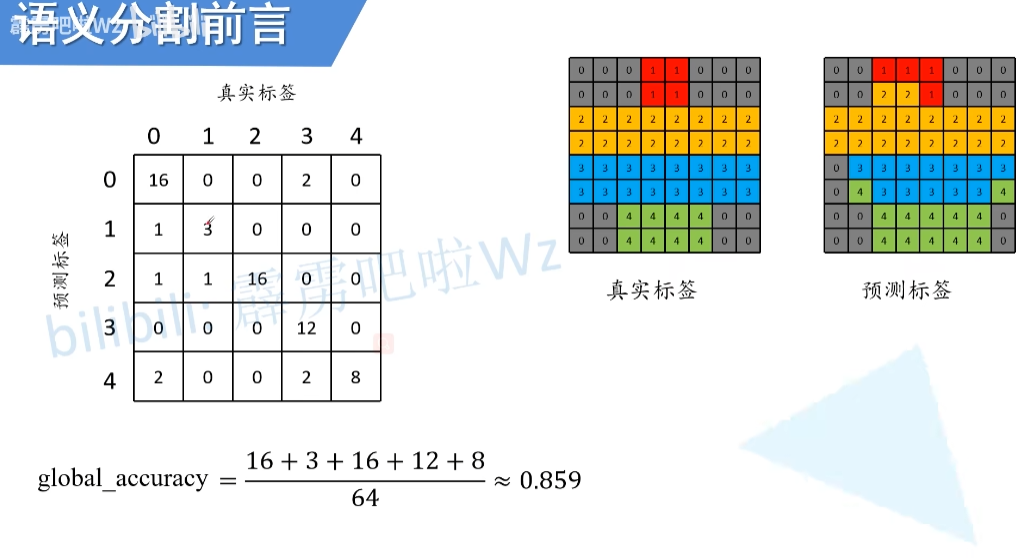 语义分割前言
霹雳吧啦Wz
bilibili
真实标签
0 1 2 3 4
预测标签
0 16 0 0 2 0
1 1 3 0 0 0
2 1 1 16 0 0
3 0 0 0 12 0
4 2 0 0 2 8
0 0 0 1 1 0 0 0
0 0 0 1 1 0 0 0
2 2 2 2 2 2 2 2
2 2 2 2 2 2 2 2
3 3 3 3 3 3 3 3
3 3 3 3 3 3 3 3
0 0 4 4 4 4 0 0
0 0 4 4 4 4 0 0
真实标签
0 0 1 1 1 0 0 0
0 0 2 2 1 0 0 0
2 2 2 2 2 2 2 2
2 2 2 2 2 2 2 2
0 3 3 3 3 3 3 3
0 4 3 3 3 3 3 4
0 0 4 4 4 4 4 0
0 0 4 4 4 4 4 0
预测标签
bilibili: 霹雳吧啦Wz
global_accuracy = (16 + 3 + 16 + 12 + 8) / 64 ≈ 0.859